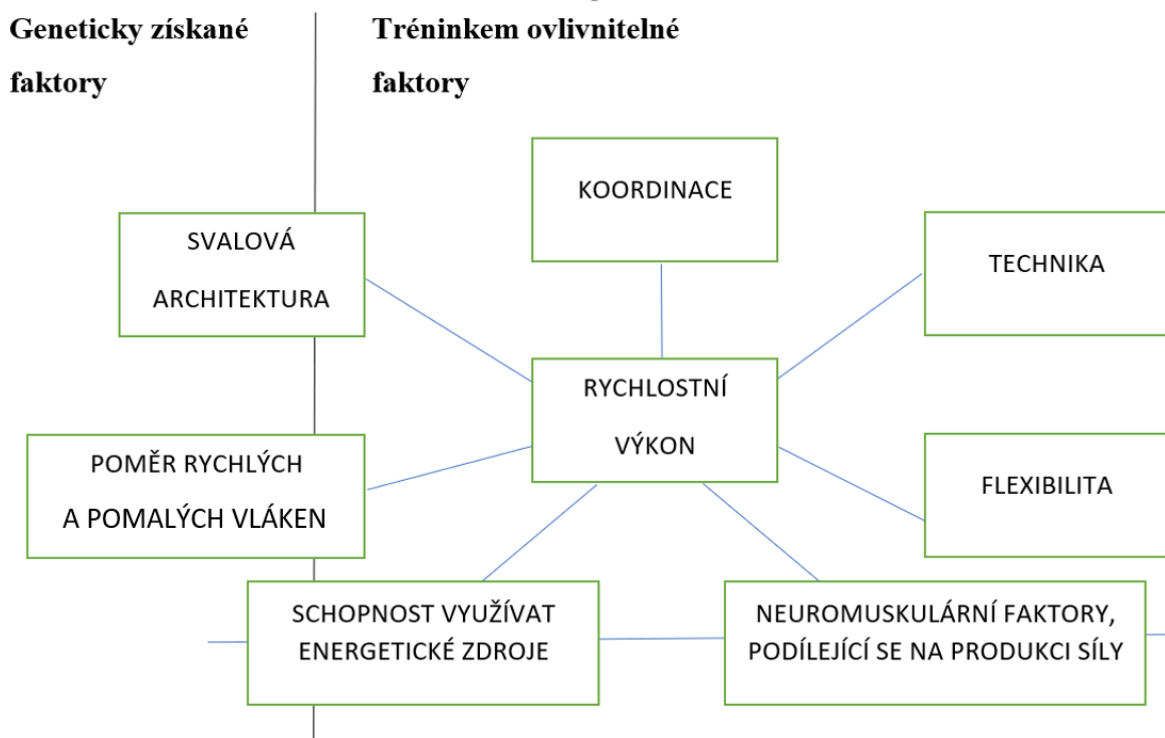 Geneticky získané
faktory
Tréninkem ovlivnitelné
faktory
KOORDINACE
SVALOVÁ
ARCHITEKTURA
TECHNIKA
RYCHLOSTNÍ
VÝKON
POMĚR RYCHLÝCH
A POMALÝCH VLÁKEN
FLEXIBILITA
SCHOPNOST VYUŽÍVAT
ENERGETICKÉ ZDROJE
NEUROMUSKULÁRNÍ FAKTORY,
PODÍLEJÍCÍ SE NA PRODUKCI SÍLY